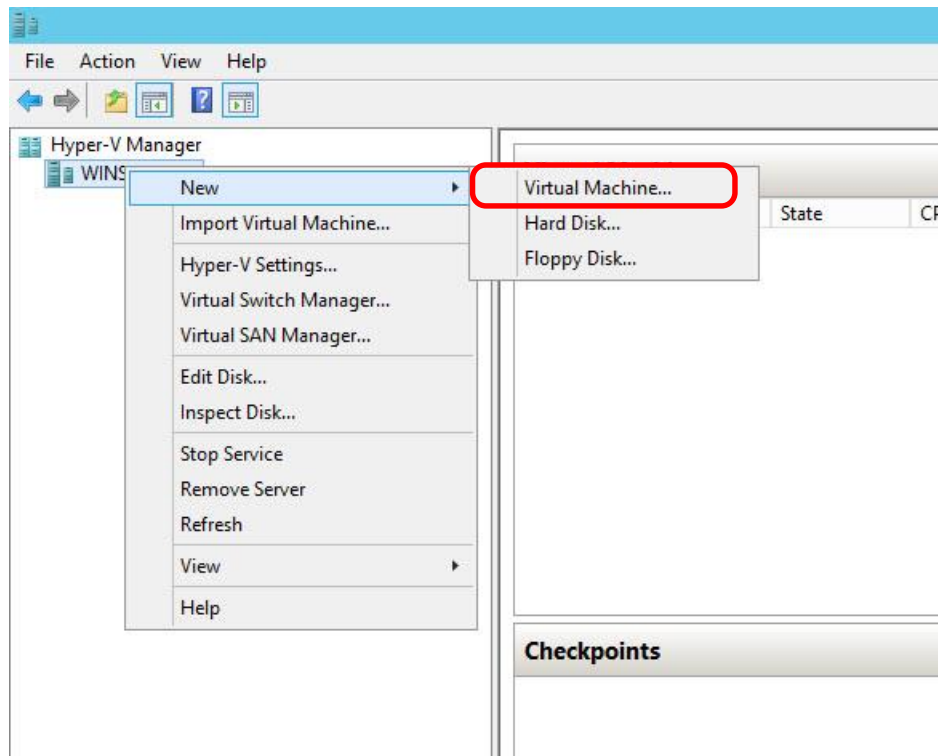 File Action View Help
Hyper-V Manager
New
Virtual Machine...
Import Virtual Machine...
Hard Disk...
State
Hyper-V Settings...
Floppy Disk...
Virtual Switch Manager...
Virtual SAN Manager...
Edit Disk...
Inspect Disk...
Stop Service
Remove Server
Refresh
View
Help
Checkpoints